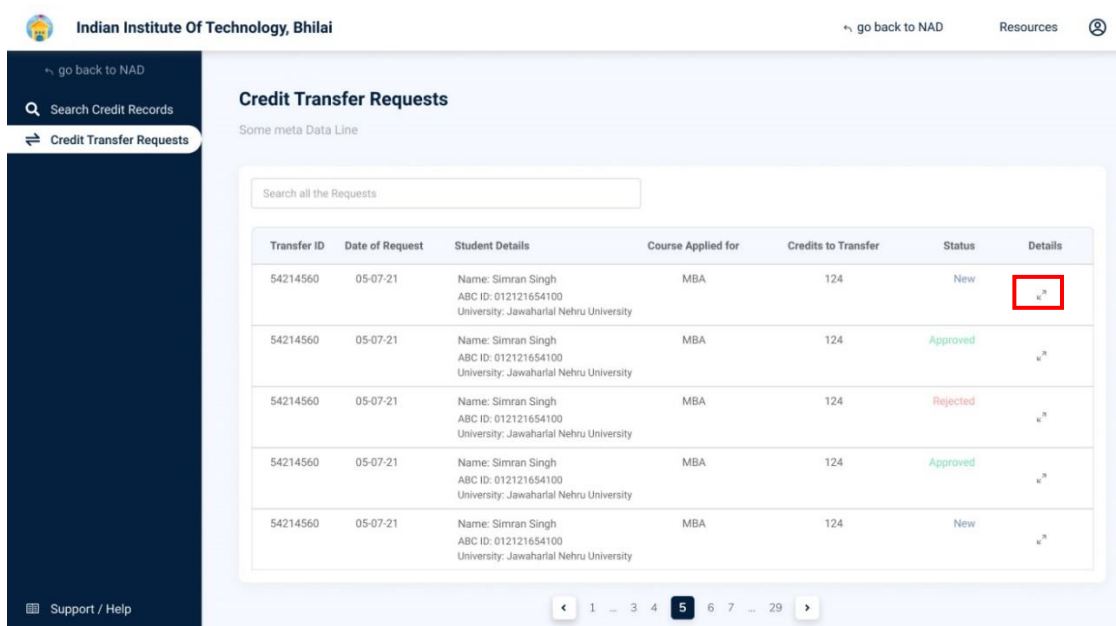 Indian Institute Of Technology, Bhilai
go back to NAD
Resources
go back to NAD
Search Credit Records
Credit Transfer Requests
Credit Transfer Requests
Some meta Data Line
Search all the Requests
Transfer ID Date of Request Student Details Course Applied for Credits to Transfer Status Details
54214560 05-07-21 Name: Simran Singh MBA 124 New
ABC ID: 012121654100
University: Jawaharlal Nehru University
54214560 05-07-21 Name: Simran Singh MBA 124 Approved
ABC ID: 012121654100
University: Jawaharlal Nehru University
54214560 05-07-21 Name: Simran Singh MBA 124 Rejected
ABC ID: 012121654100
University: Jawaharlal Nehru University
54214560 05-07-21 Name: Simran Singh MBA 124 Approved
ABC ID: 012121654100
University: Jawaharlal Nehru University
54214560 05-07-21 Name: Simran Singh MBA 124 New
ABC ID: 012121654100
University: Jawaharlal Nehru University
Support / Help
1 ... 3 4 5 6 7 ... 29